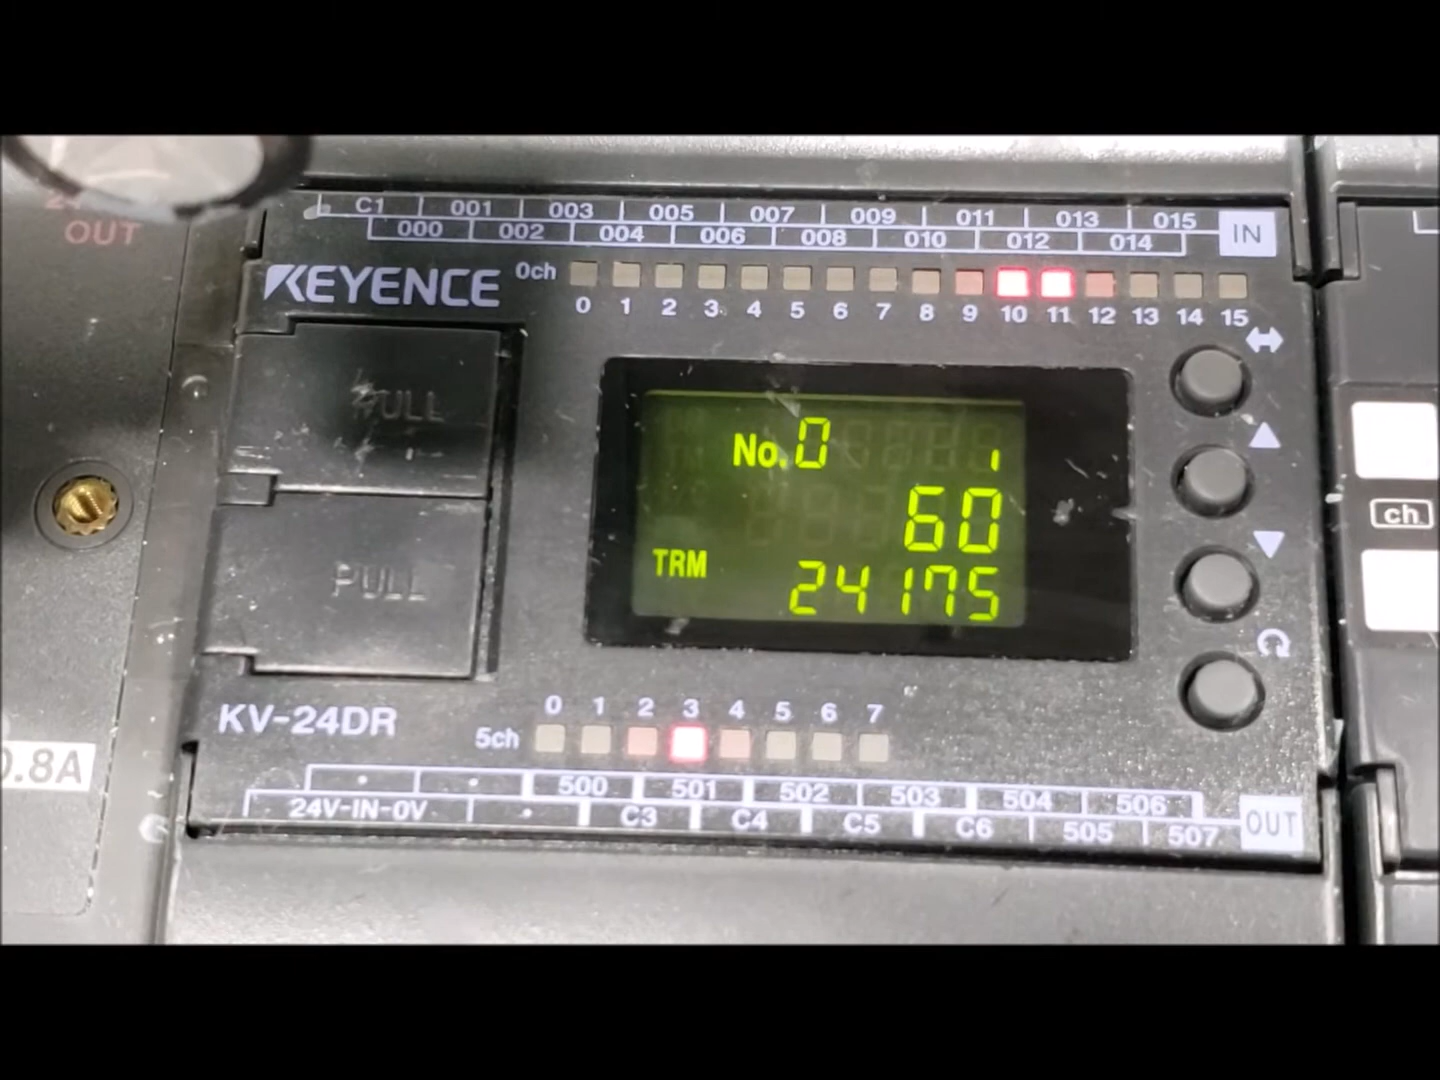 C1 001 003 005 007 009 011 013 015
000 002 004 006 008 010 012 014
IN
OUT
KEYENCE
0ch
0 1 2 3 4 5 6 7 8 9 10 11 12 13 14 15
PULL
No.0 1
60
TRM 24175
ch
PULL
KV-24DR
0 1 2 3 4 5 6 7
5ch
0.8A
500 501 502 503 504 506
24V-IN-0V C3 C4 C5 C6 505 507
OUT